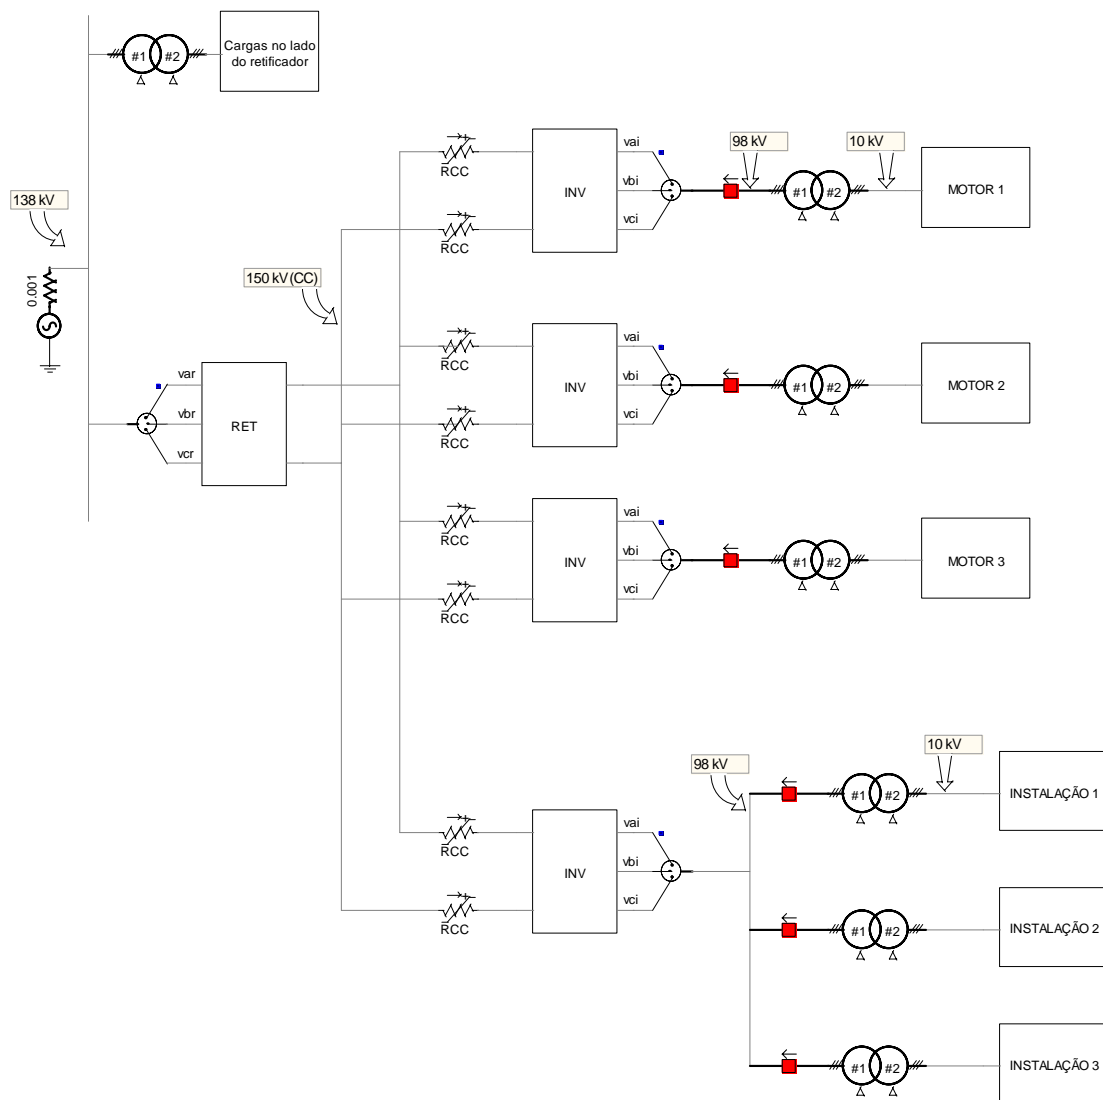 #1 #2
Cargas no lado
do retificador
138 kV
0.001
var
vbr
vcr
RET
150 kV(CC)
RCC
RCC
INV
vai
vbi
vci
98 kV
#1 #2
10 kV
MOTOR 1
RCC
RCC
INV
vai
vbi
vci
#1 #2
MOTOR 2
RCC
RCC
INV
vai
vbi
vci
#1 #2
MOTOR 3
RCC
RCC
INV
vai
vbi
vci
98 kV
10 kV
#1 #2
INSTALAÇÃO 1
#1 #2
INSTALAÇÃO 2
#1 #2
INSTALAÇÃO 3